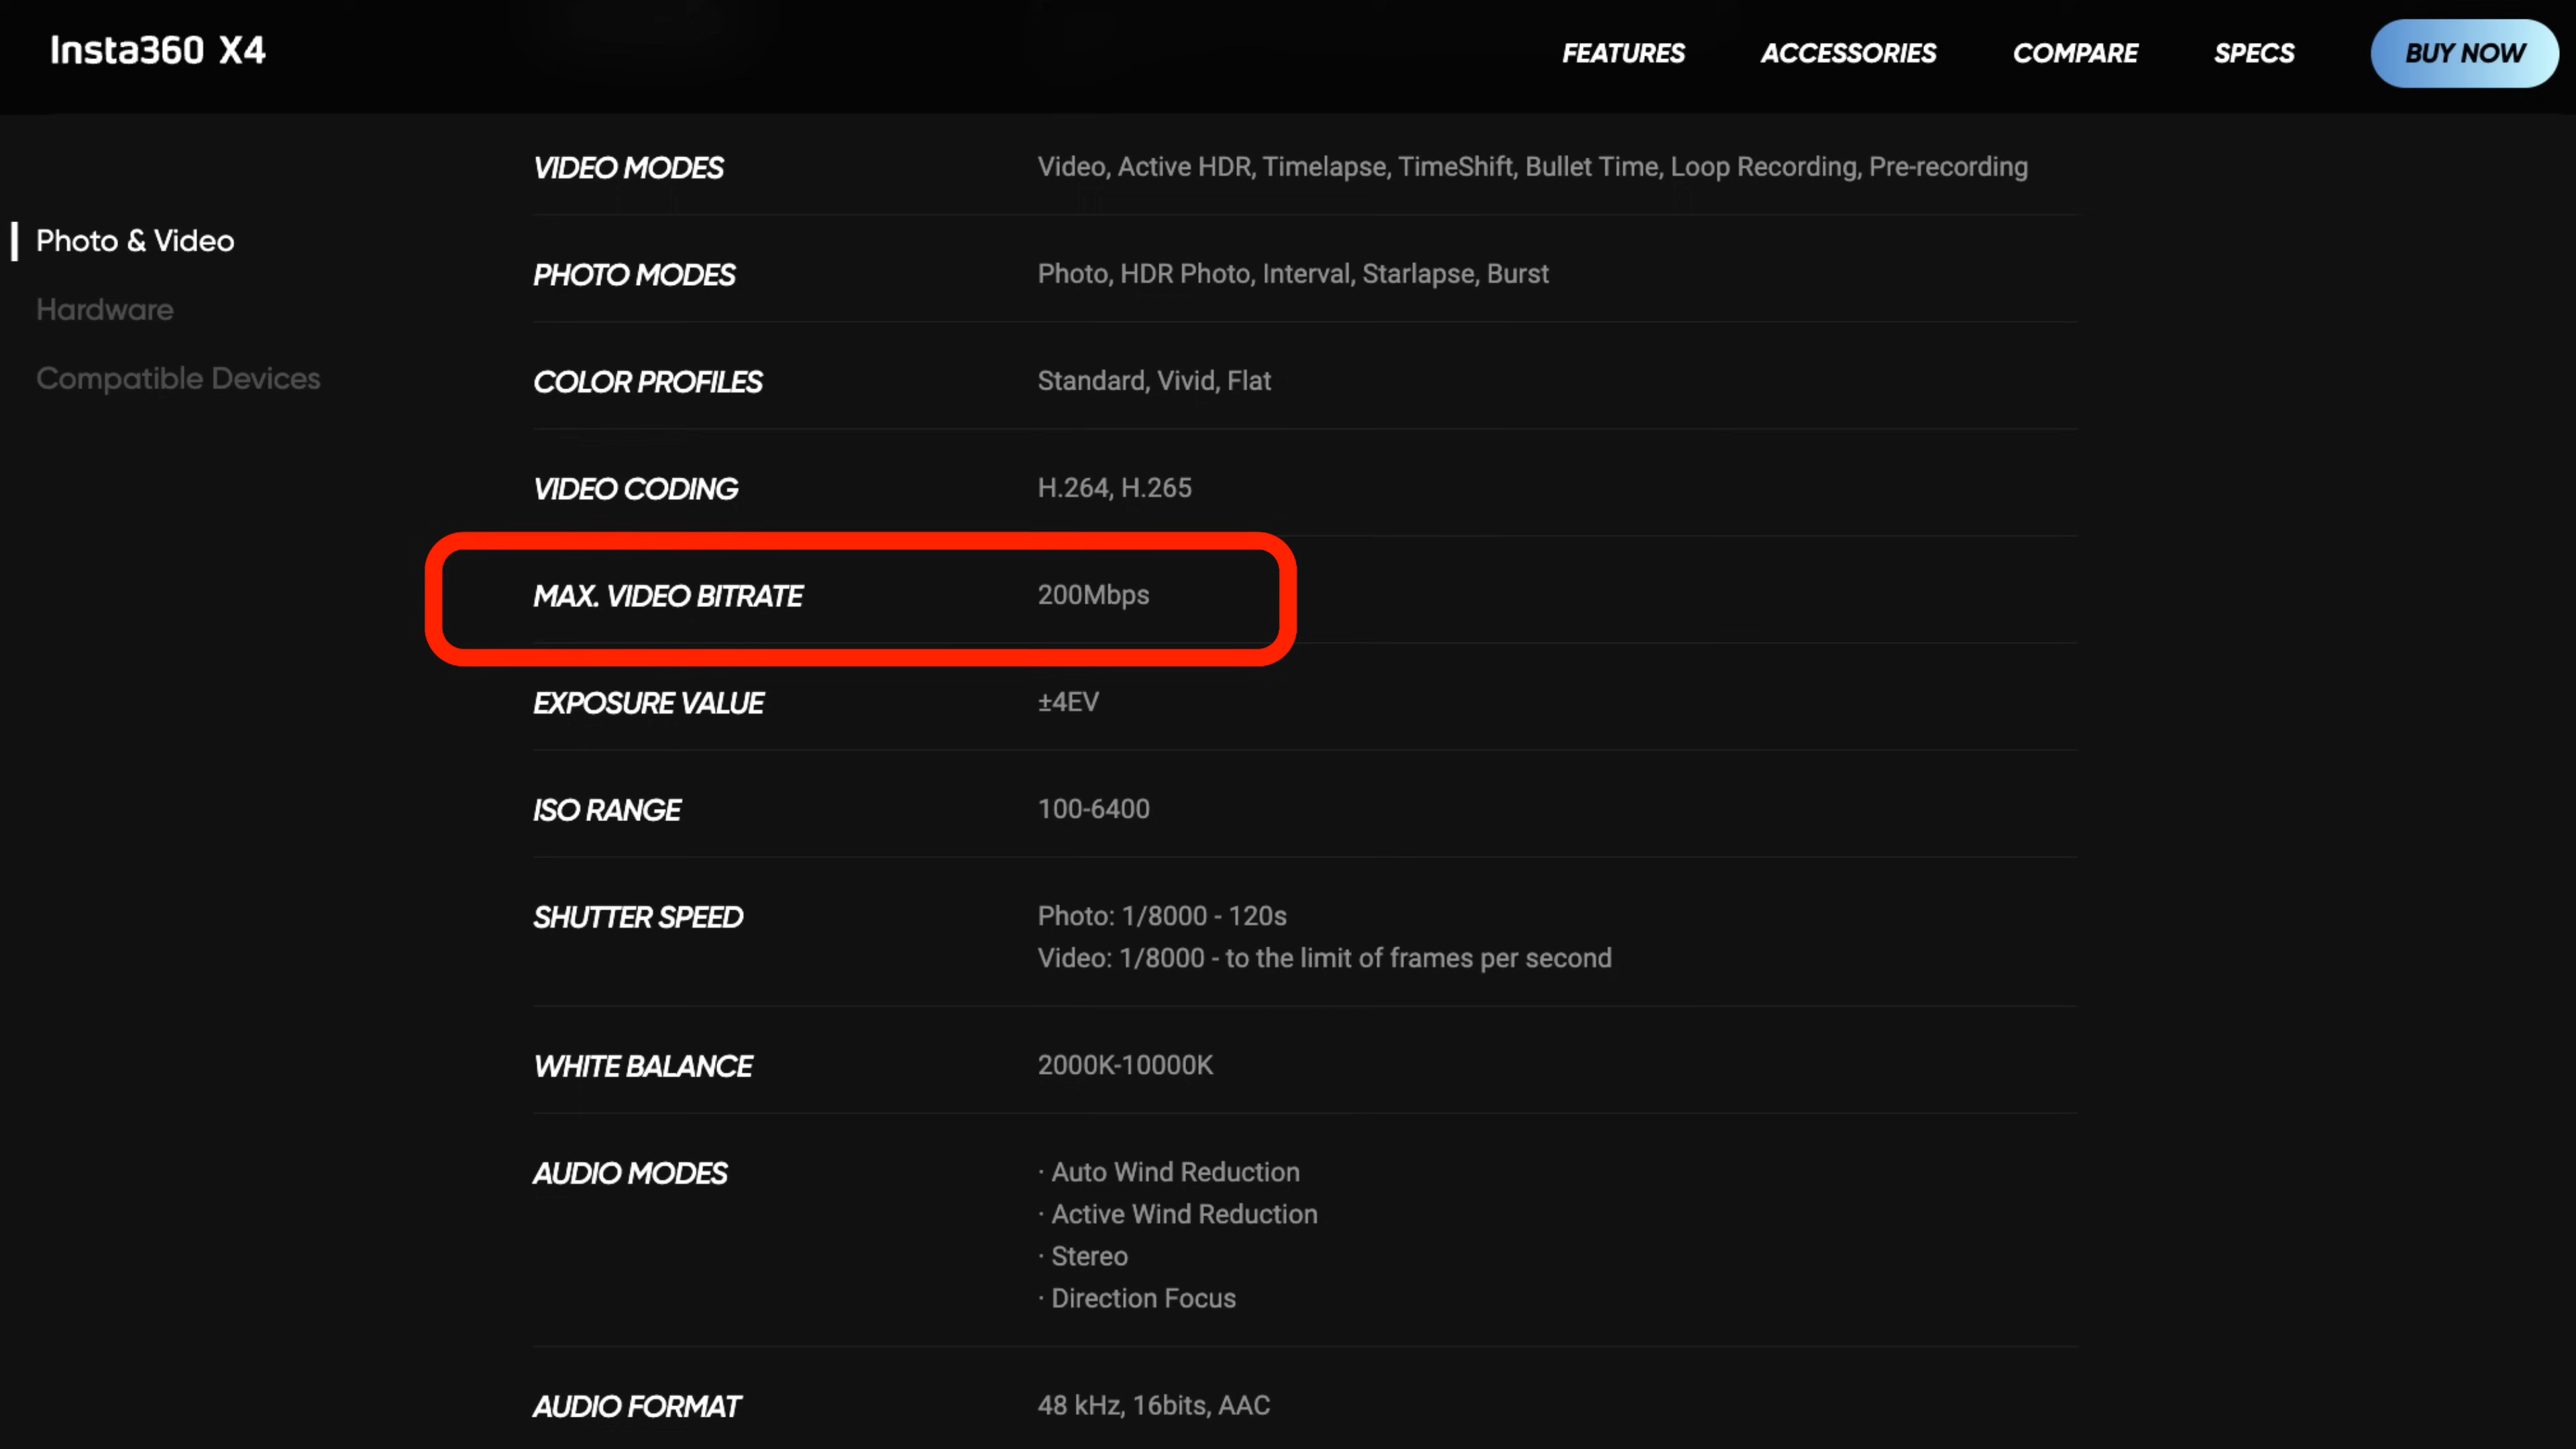 Insta360 X4
FEATURES
ACCESSORIES
COMPARE
SPECS
BUY NOW
Photo & Video
Hardware
Compatible Devices
VIDEO MODES
Video, Active HDR, Timelapse, TimeShift, Bullet Time, Loop Recording, Pre-recording
PHOTO MODES
Photo, HDR Photo, Interval, Starlapse, Burst
COLOR PROFILES
Standard, Vivid, Flat
VIDEO CODING
H.264, H.265
MAX. VIDEO BITRATE
200Mbps
EXPOSURE VALUE
±4EV
ISO RANGE
100-6400
SHUTTER SPEED
Photo: 1/8000 - 120s
Video: 1/8000 - to the limit of frames per second
WHITE BALANCE
2000K-10000K
AUDIO MODES
· Auto Wind Reduction
· Active Wind Reduction
· Stereo
· Direction Focus
AUDIO FORMAT
48 kHz, 16bits, AAC